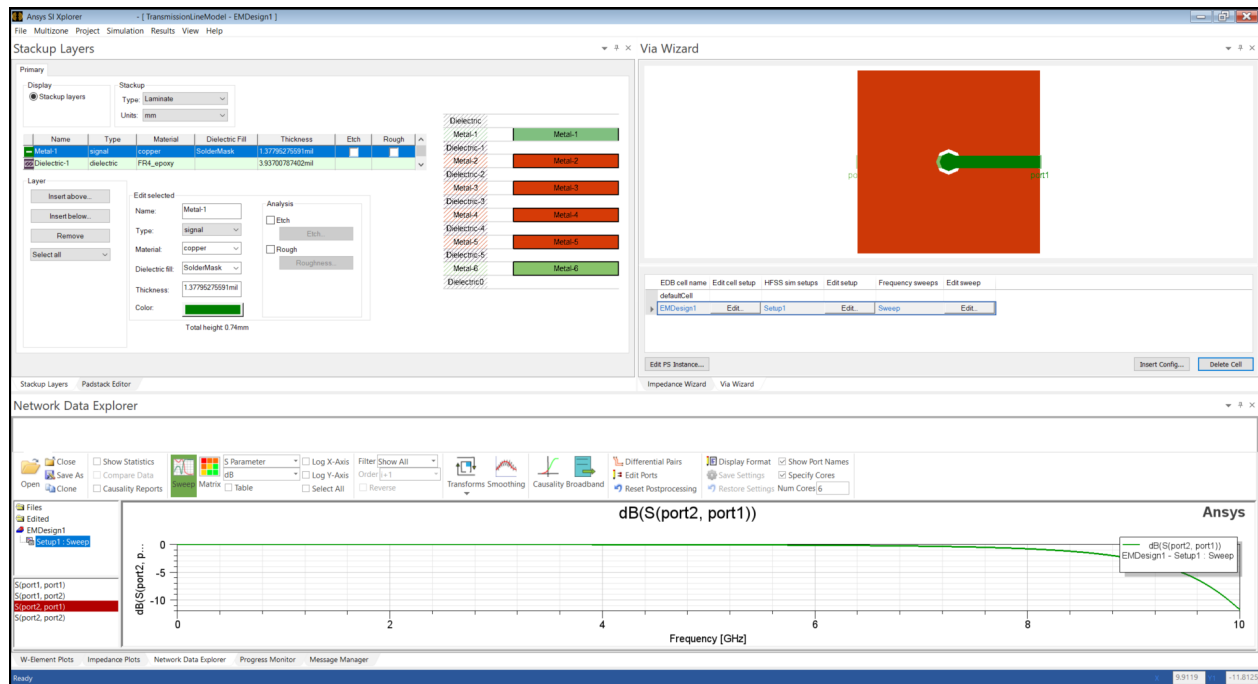 Ansys SI Xplorer - [ TransmissionLineModel - EMDesign1 ]
File Multizone Project Simulation Results View Help
Stackup Layers
Primary
Display
Stackup layers
Stackup
Type: Laminate
Units: mm
Name Type Material Dielectric Fill Thickness Etch Rough
Metal-1 signal copper SolderMask 1.37795275591mil
Dielectric-1 dielectric FR4_epoxy 3.93700787402mil
Layer
Insert above...
Insert below...
Remove
Select all
Edit selected
Name: Metal-1
Type: signal
Material: copper
Dielectric fill: SolderMask
Thickness: 1.37795275591mil
Color:
Analysis
Etch
Etch...
Rough
Roughness...
Total height: 0.74mm
Dielectric
Metal-1 Metal-1
Dielectric-1
Metal-2 Metal-2
Dielectric-2
Metal-3 Metal-3
Dielectric-3
Metal-4 Metal-4
Dielectric-4
Metal-5 Metal-5
Dielectric-5
Metal-6 Metal-6
Dielectric0
Stackup Layers Padstack Editor
Via Wizard
po
port1
EDB cell name Edit cell setup HFSS sim setups Edit setup Frequency sweeps Edit sweep
defaultCell
EMDesign1 Edit.. Setup1 Edit.. Sweep Edit..
Edit PS Instance... Insert Config... Delete Cell
Impedance Wizard Via Wizard
Network Data Explorer
Open
Close
Save As
Clone
Show Statistics
Compare Data
Causality Reports
Sweep
Matrix
S Parameter
dB
Table
Log X-Axis
Log Y-Axis
Select All
Filter Show All
Order i+1
Reverse
Transforms Smoothing
Causality Broadband
Differential Pairs
Edit Ports
Reset Postprocessing
Display Format
Save Settings
Restore Settings
Show Port Names
Specify Cores
Num Cores 6
Files
Edited
EMDesign1
Setup1 : Sweep
S(port1, port1)
S(port1, port2)
S(port2, port1)
S(port2, port2)
dB(S(port2, port1))
Ansys
dB(S(port2, p...
0
-5
-10
dB(S(port2, port1))
EMDesign1 - Setup1 : Sweep
0 2 4 6 8 10
Frequency [GHz]
W-Element Plots Impedance Plots Network Data Explorer Progress Monitor Message Manager
Ready
9.9119 -11.8125